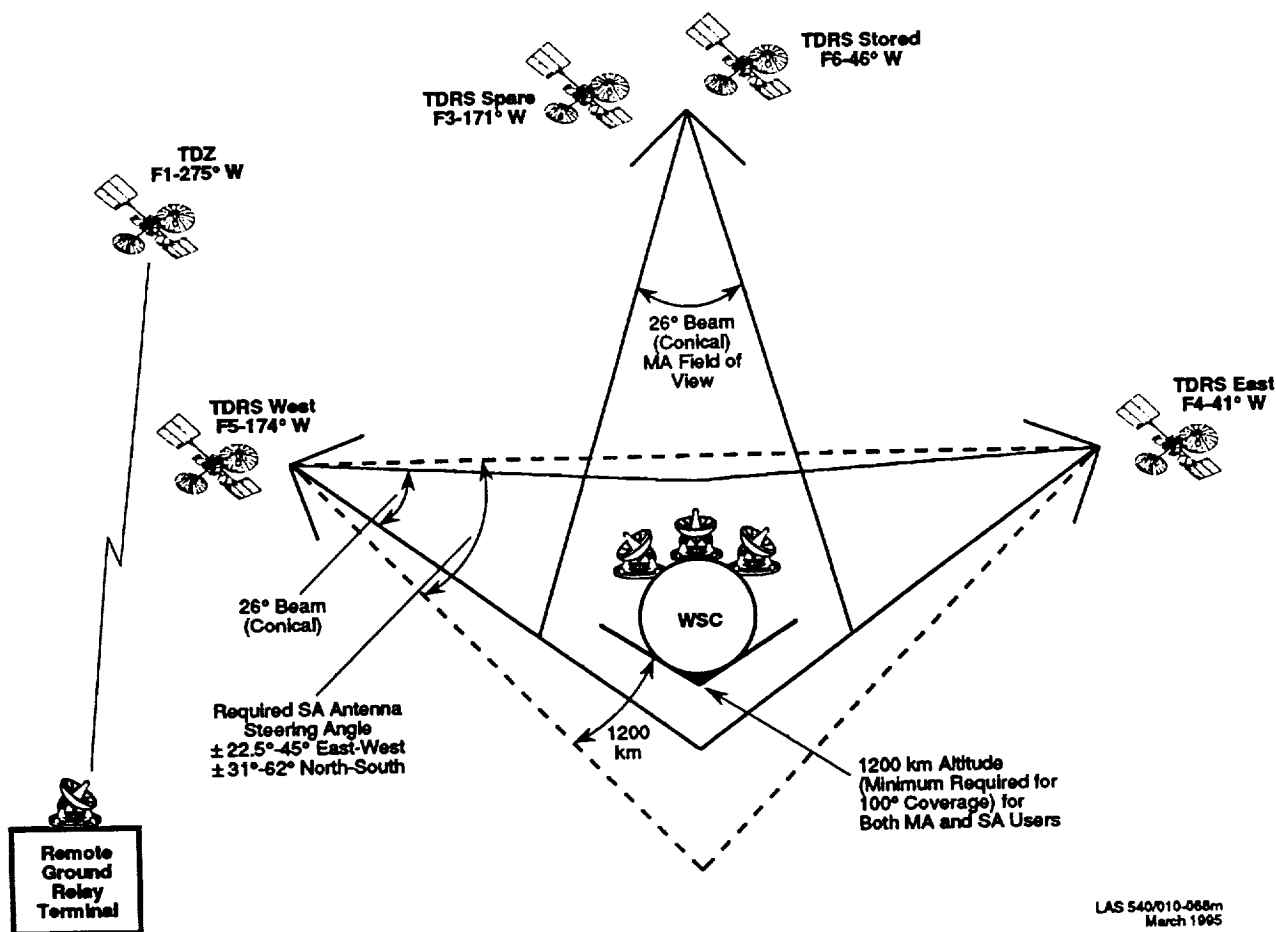 TDRS Stored
F6-46° W
TDRS Spare
F3-171° W
TDZ
F1-275° W
26° Beam
(Conical)
MA Field of
View
TDRS East
F4-41° W
TDRS West
F5-174° W
26° Beam
(Conical)
WSC
Required SA Antenna
Steering Angle
± 22.5°-45° East-West
± 31°-62° North-South
1200
km
1200 km Altitude
(Minimum Required for
100° Coverage) for
Both MA and SA Users
Remote
Ground
Relay
Terminal
LAS 540/010-068m
March 1995